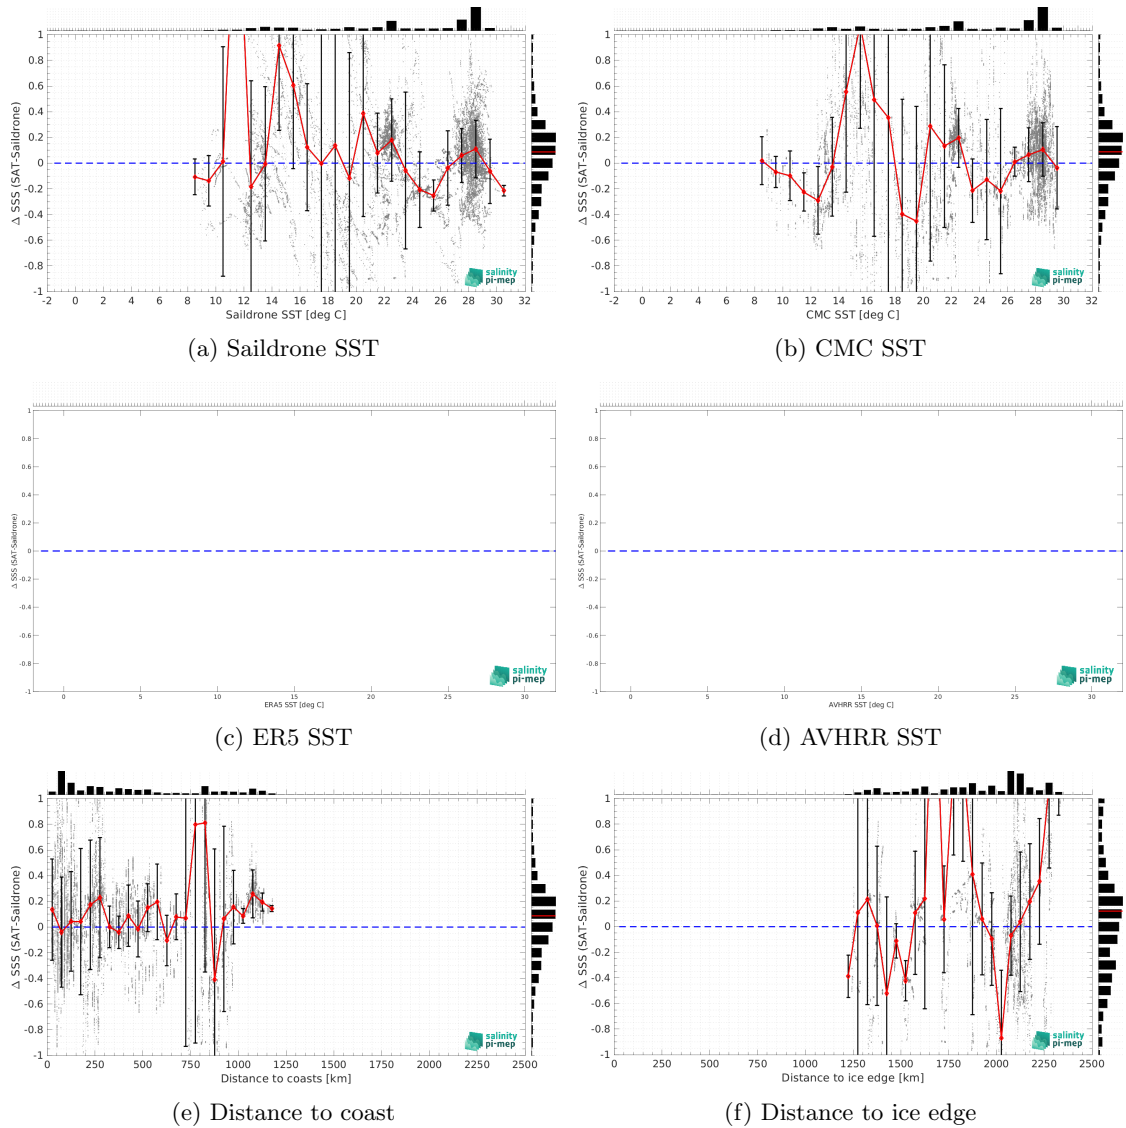 1
0.8
0.6
0.4
0.2
0
-0.2
-0.4
-0.6
-0.8
-1
Δ SSS (SAT-Saildrone)
salinity
pi-mep
-2 0 2 4 6 8 10 12 14 16 18 20 22 24 26 28 30 32
Saildrone SST [deg C]
(a) Saildrone SST
1
0.8
0.6
0.4
0.2
0
-0.2
-0.4
-0.6
-0.8
-1
Δ SSS (SAT-Saildrone)
salinity
pi-mep
-2 0 2 4 6 8 10 12 14 16 18 20 22 24 26 28 30 32
CMC SST [deg C]
(b) CMC SST
1
0.8
0.6
0.4
0.2
0
-0.2
-0.4
-0.6
-0.8
-1
Δ SSS (SAT-Saildrone)
salinity
pi-mep
0 5 10 15 20 25 30
ERA5 SST [deg C]
(c) ER5 SST
1
0.8
0.6
0.4
0.2
0
-0.2
-0.4
-0.6
-0.8
-1
Δ SSS (SAT-Saildrone)
salinity
pi-mep
0 5 10 15 20 25 30
AVHRR SST [deg C]
(d) AVHRR SST
1
0.8
0.6
0.4
0.2
0
-0.2
-0.4
-0.6
-0.8
-1
Δ SSS (SAT-Saildrone)
salinity
pi-mep
0 250 500 750 1000 1250 1500 1750 2000 2250 2500
Distance to coasts [km]
(e) Distance to coast
1
0.8
0.6
0.4
0.2
0
-0.2
-0.4
-0.6
-0.8
-1
Δ SSS (SAT-Saildrone)
salinity
pi-mep
0 250 500 750 1000 1250 1500 1750 2000 2250 2500
Distance to ice edge [km]
(f) Distance to ice edge